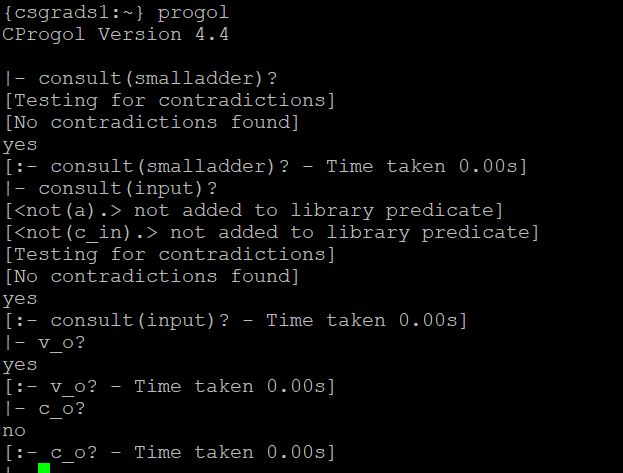 {csgrads1:~} progol
CProgol Version 4.4
|- consult(smalladder)?
[Testing for contradictions]
[No contradictions found]
yes
[:- consult(smalladder)? - Time taken 0.00s]
|- consult(input)?
[<not(a).> not added to library predicate]
[<not(c_in).> not added to library predicate]
[Testing for contradictions]
[No contradictions found]
yes
[:- consult(input)? - Time taken 0.00s]
|- v_o?
yes
[:- v_o? - Time taken 0.00s]
|- c_o?
no
[:- c_o? - Time taken 0.00s]